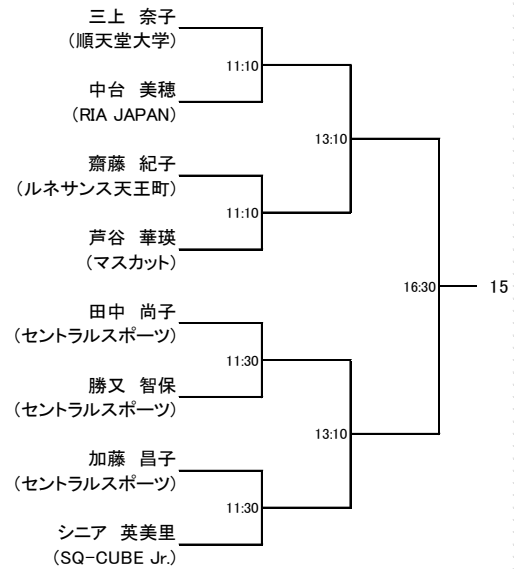 三上 奈子
(順天堂大学)
11:10
中台 美穂
(RIA JAPAN)
13:10
齋藤 紀子
(ルネサンス天王町)
11:10
芦谷 華瑛
(マスカット)
16:30
15
田中 尚子
(セントラルスポーツ)
11:30
勝又 智保
(セントラルスポーツ)
13:10
加藤 昌子
(セントラルスポーツ)
11:30
シニア 英美里
(SQ-CUBE Jr.)